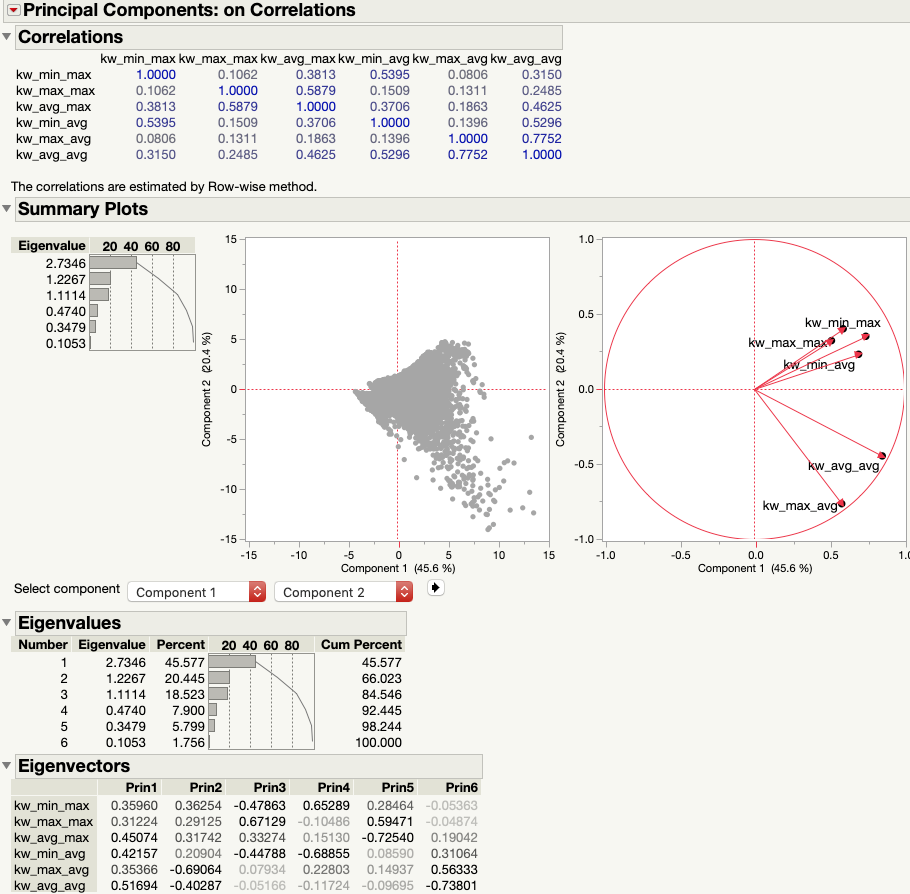 Principal Components: on Correlations
Correlations
kw_min_max kw_max_max kw_avg_max kw_min_avg kw_max_avg kw_avg_avg
kw_min_max 1.0000 0.1062 0.3813 0.5395 0.0806 0.3150
kw_max_max 0.1062 1.0000 0.5879 0.1509 0.1311 0.2485
kw_avg_max 0.3813 0.5879 1.0000 0.3706 0.1863 0.4625
kw_min_avg 0.5395 0.1509 0.3706 1.0000 0.1396 0.5296
kw_max_avg 0.0806 0.1311 0.1863 0.1396 1.0000 0.7752
kw_avg_avg 0.3150 0.2485 0.4625 0.5296 0.7752 1.0000
The correlations are estimated by Row-wise method.
Summary Plots
Eigenvalue 20 40 60 80
2.7346
1.2267
1.1114
0.4740
0.3479
0.1053
15
10
5
0
-5
-10
-15
Component 2 (20.4 %)
-15 -10 -5 0 5 10 15
Component 1 (45.6 %)
1.0
0.5
0.0
-0.5
-1.0
Component 2 (20.4 %)
kw_min_max
kw_max_max
kw_min_avg
kw_avg_avg
kw_max_avg
-1.0 -0.5 0.0 0.5 1.0
Component 1 (45.6 %)
Select component Component 1 Component 2
Eigenvalues
Number Eigenvalue Percent 20 40 60 80 Cum Percent
1 2.7346 45.577 45.577
2 1.2267 20.445 66.023
3 1.1114 18.523 84.546
4 0.4740 7.900 92.445
5 0.3479 5.799 98.244
6 0.1053 1.756 100.000
Eigenvectors
Prin1 Prin2 Prin3 Prin4 Prin5 Prin6
kw_min_max 0.35960 0.36254 -0.47863 0.65289 0.28464 -0.05363
kw_max_max 0.31224 0.29125 0.67129 -0.10486 0.59471 -0.04874
kw_avg_max 0.45074 0.31742 0.33274 0.15130 -0.72540 0.19042
kw_min_avg 0.42157 0.20904 -0.44788 -0.68855 0.08590 0.31064
kw_max_avg 0.35366 -0.69064 0.07934 0.22803 0.14937 0.56333
kw_avg_avg 0.51694 -0.40287 -0.05166 -0.11724 -0.09695 -0.73801